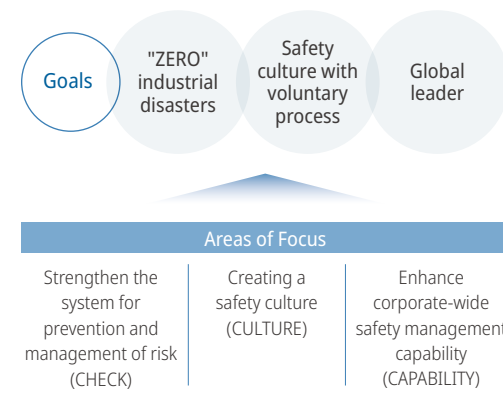 Goals
"ZERO"
industrial
disasters
Safety
culture with
voluntary
process
Global
leader
Areas of Focus
Strengthen the
system for
prevention and
management of risk
(CHECK)
Creating a
safety culture
(CULTURE)
Enhance
corporate-wide
safety management
capability
(CAPABILITY)